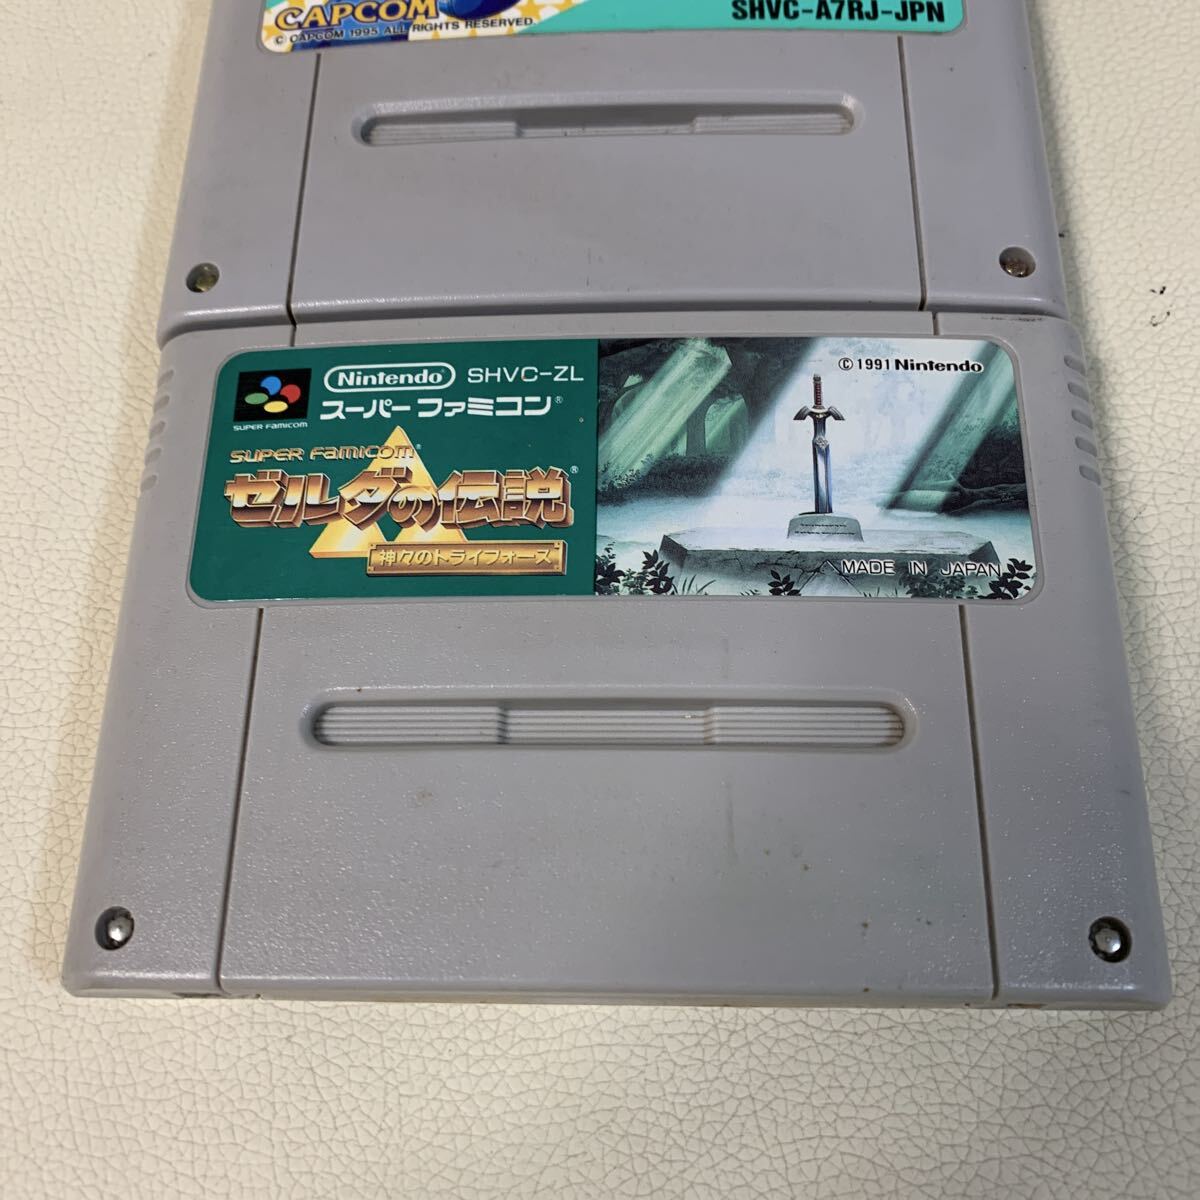 CAPCOM
© CAPCOM 1995 ALL RIGHTS RESERVED.
SHVC-A7RJ-JPN
Nintendo SHVC-ZL
スーパーファミコン®
SUPER FAMICOM
© 1991 Nintendo
SUPER FAMICOM®
ゼルダの伝説®
神々のトライフォース
MADE IN JAPAN